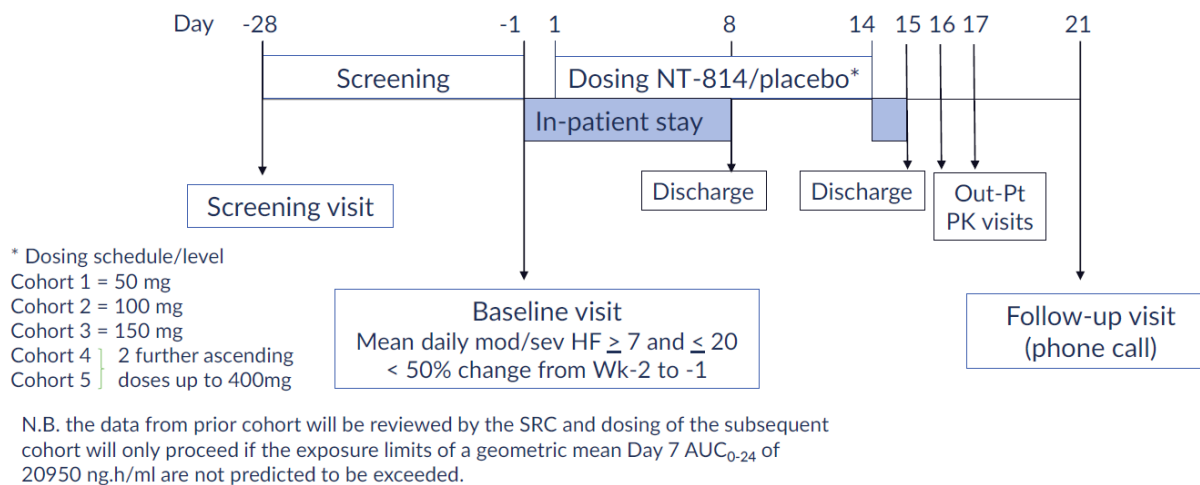 Day -28 -1 1 8 14 15 16 17 21
Screening
Dosing NT-814/placebo*
In-patient stay
Screening visit
Discharge
Discharge
Out-Pt
PK visits
* Dosing schedule/level
Cohort 1 = 50 mg
Cohort 2 = 100 mg
Cohort 3 = 150 mg
Cohort 4 2 further ascending
Cohort 5 doses up to 400mg
Baseline visit
Mean daily mod/sev HF ≥ 7 and ≤ 20
< 50% change from Wk-2 to -1
Follow-up visit
(phone call)
N.B. the data from prior cohort will be reviewed by the SRC and dosing of the subsequent
cohort will only proceed if the exposure limits of a geometric mean Day 7 AUC0-24 of
20950 ng.h/ml are not predicted to be exceeded.